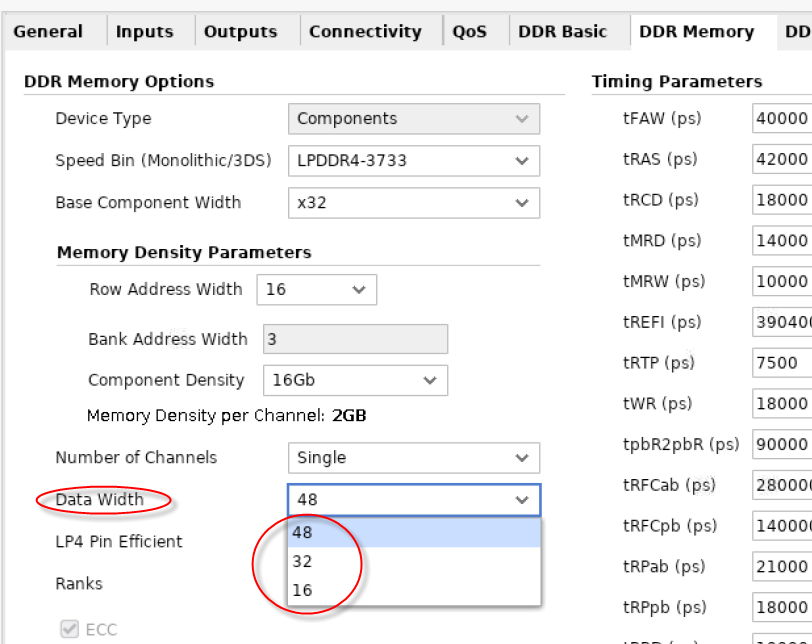 General Inputs Outputs Connectivity QoS DDR Basic DDR Memory DD
DDR Memory Options
Device Type Components
Speed Bin (Monolithic/3DS) LPDDR4-3733
Base Component Width x32
Memory Density Parameters
Row Address Width 16
Bank Address Width 3
Component Density 16Gb
Memory Density per Channel: 2GB
Number of Channels Single
Data Width 48
48
32
16
LP4 Pin Efficient
Ranks
ECC
Timing Parameters
tFAW (ps) 40000
tRAS (ps) 42000
tRCD (ps) 18000
tMRD (ps) 14000
tMRW (ps) 10000
tREFI (ps) 390400
tRTP (ps) 7500
tWR (ps) 18000
tpbR2pbR (ps) 90000
tRFCab (ps) 280000
tRFCpb (ps) 140000
tRPab (ps) 21000
tRPpb (ps) 18000